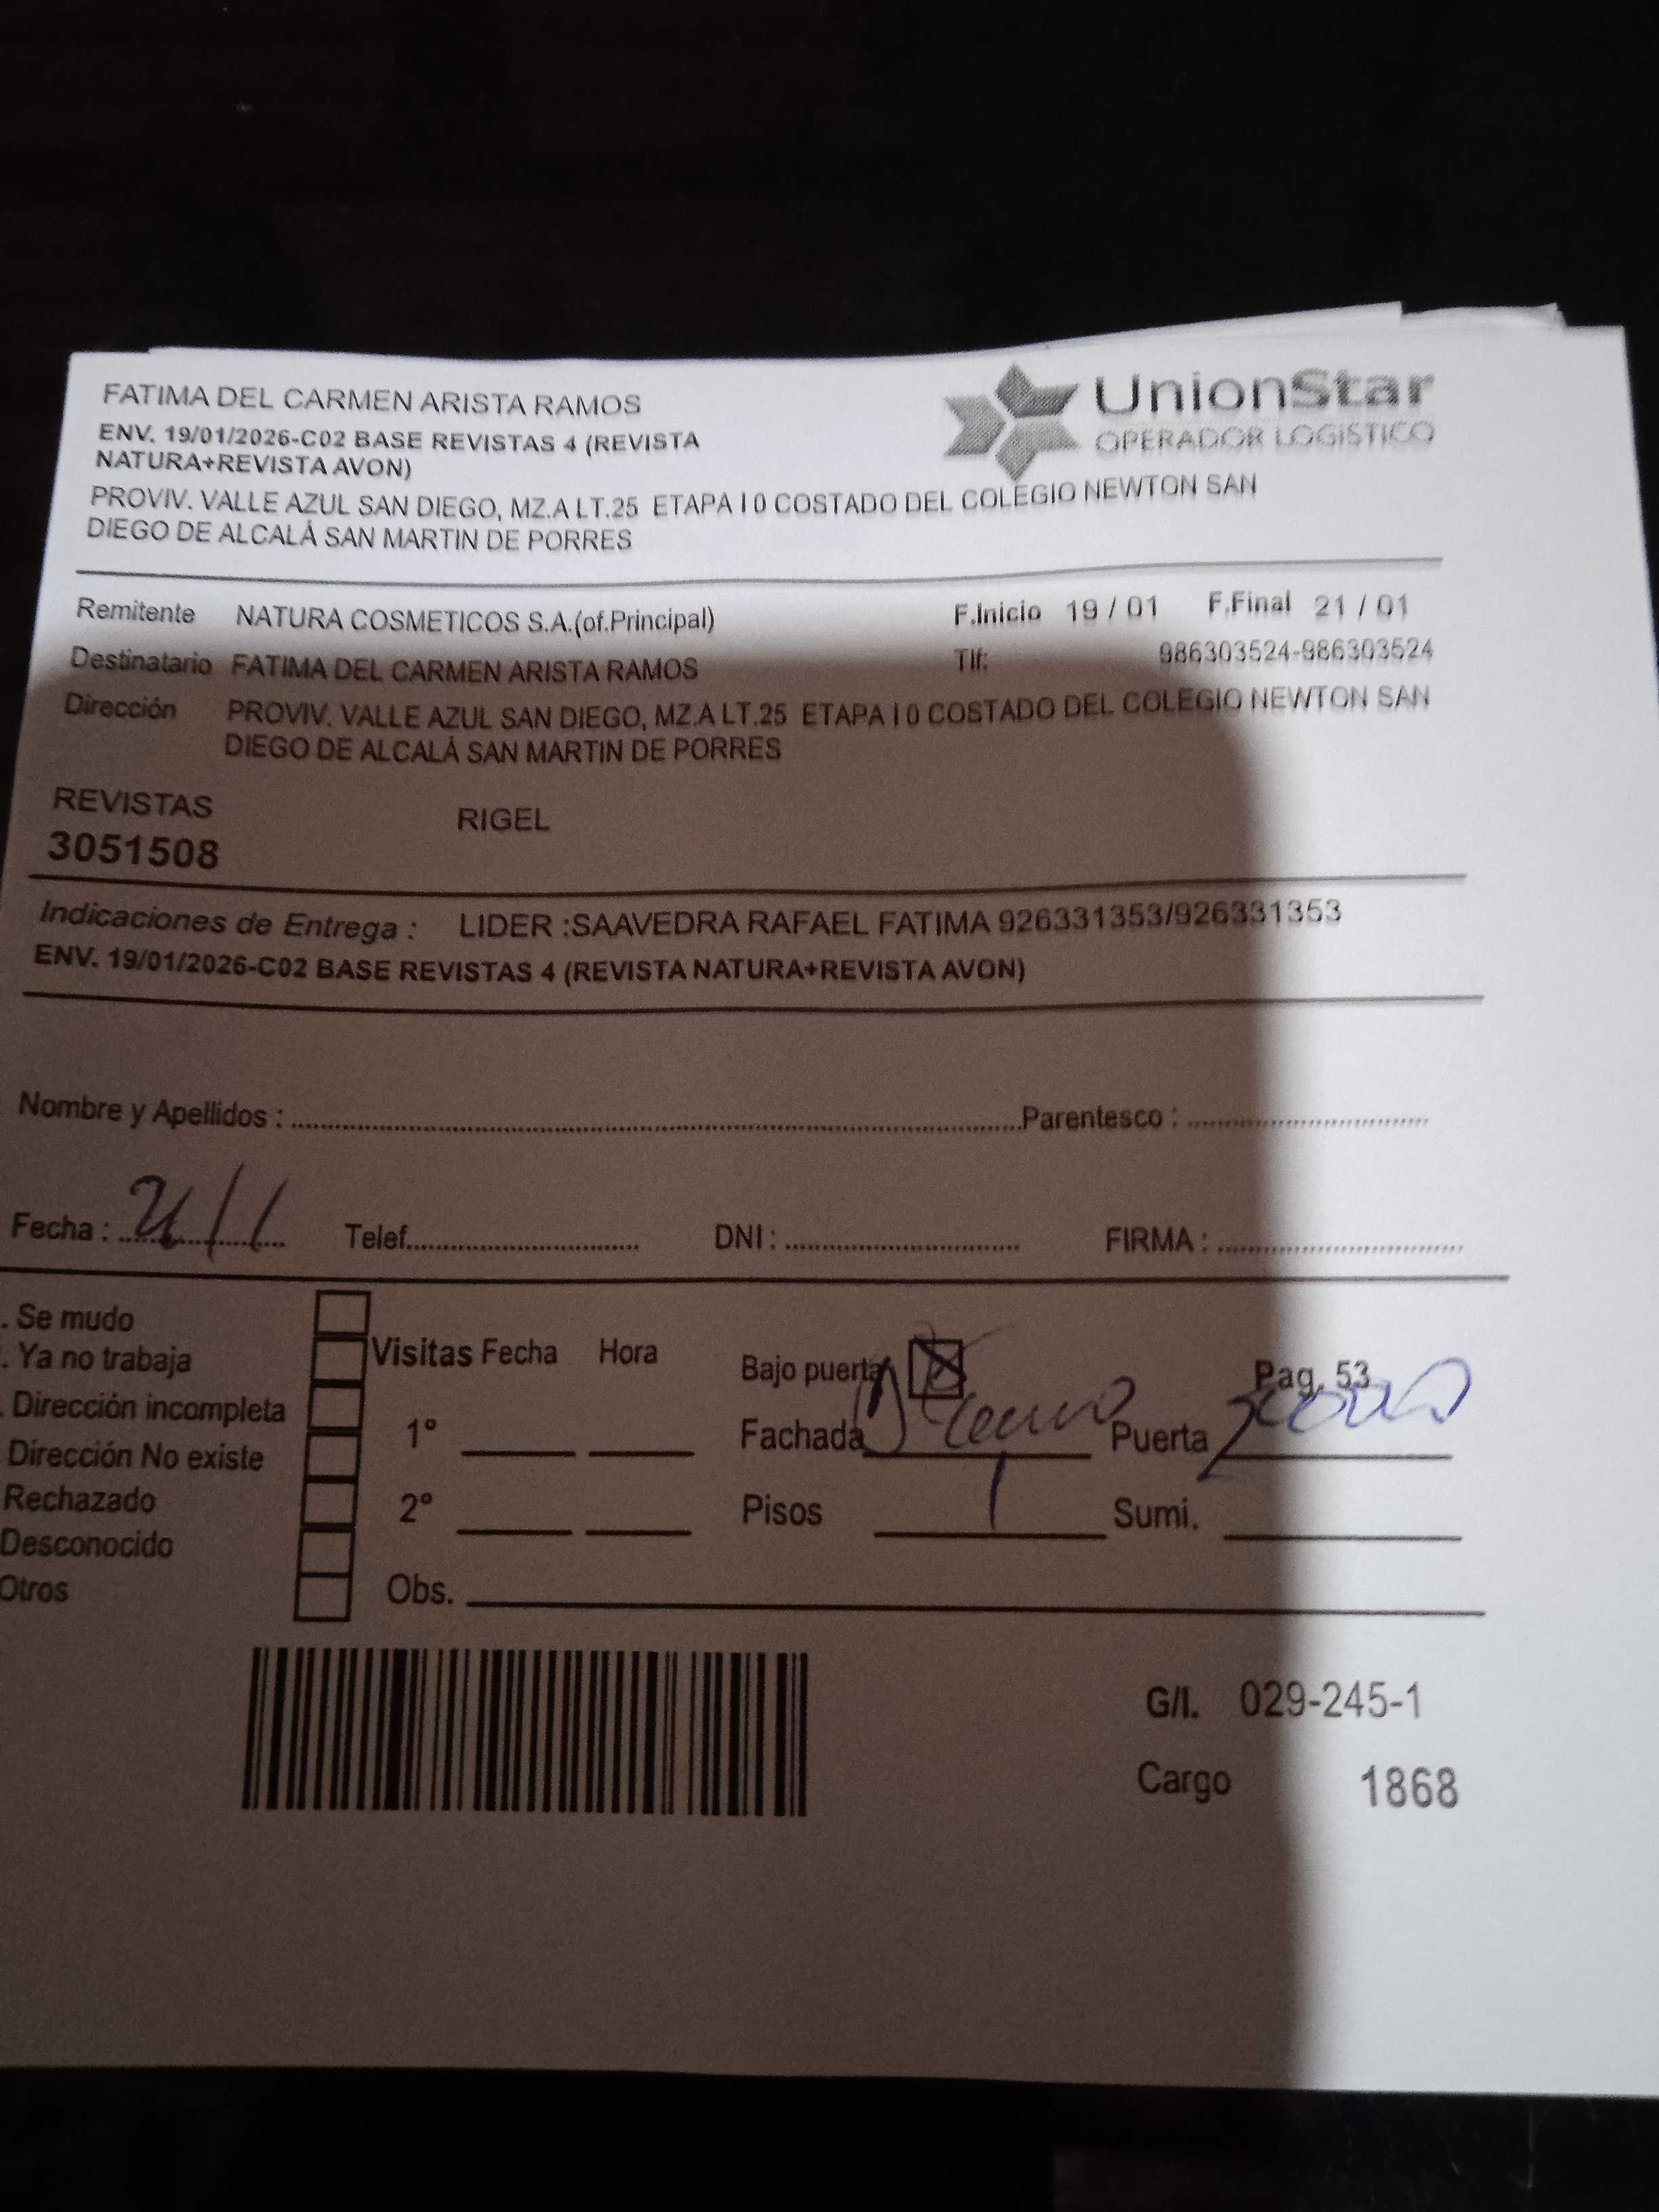 FATIMA DEL CARMEN ARISTA RAMOS
ENV. 19/01/2026-C02 BASE REVISTAS 4 (REVISTA
NATURA+REVISTA AVON)
UnionStar
OPERADOR LOGÍSTICO
PROVIV. VALLE AZUL SAN DIEGO, MZ.A LT.25 ETAPA I 0 COSTADO DEL COLEGIO NEWTON SAN
DIEGO DE ALCALÁ SAN MARTIN DE PORRES
Remitente NATURA COSMETICOS S.A.(of.Principal) F.Inicio 19 / 01 F.Final 21 / 01
Destinatario FATIMA DEL CARMEN ARISTA RAMOS Tlf: 986303524-986303524
Dirección PROVIV. VALLE AZUL SAN DIEGO, MZ.A LT.25 ETAPA I 0 COSTADO DEL COLEGIO NEWTON SAN
DIEGO DE ALCALÁ SAN MARTIN DE PORRES
REVISTAS RIGEL
3051508
Indicaciones de Entrega : LIDER :SAAVEDRA RAFAEL FATIMA 926331353/926331353
ENV. 19/01/2026-C02 BASE REVISTAS 4 (REVISTA NATURA+REVISTA AVON)
Nombre y Apellidos : Parentesco :
Fecha : 21/1 Telef. DNI : FIRMA :
. Se mudo
. Ya no trabaja Visitas Fecha Hora Bajo puerta Pag. 53
. Dirección incompleta 1° Fachada Puerta
Dirección No existe
Rechazado 2° Pisos 1 Sumi.
Desconocido
Otros Obs.
G/I. 029-245-1
Cargo 1868